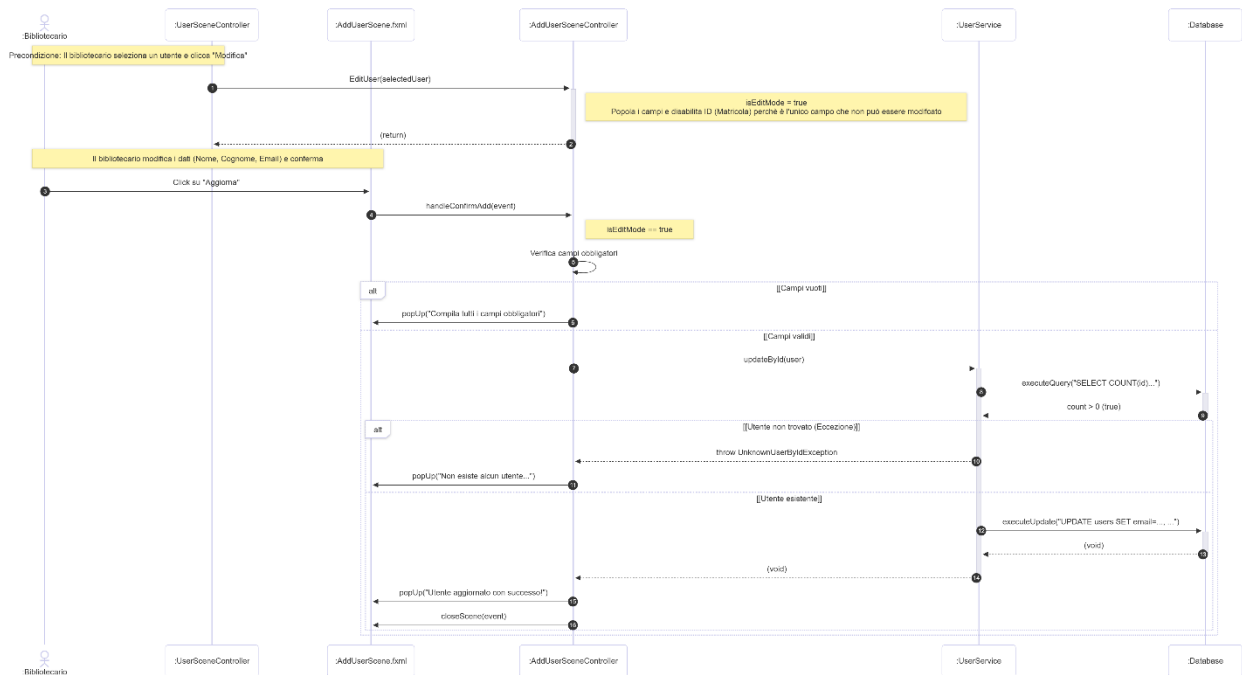 :Bibliotecario
:UserSceneController
:AddUserScene.fxml
:AddUserSceneController
:UserService
:Database
Precondizione: Il bibliotecario seleziona un utente e clicca "Modifica"
1
EditUser(selectedUser)
isEditMode = true
Popola i campi e disabilita ID (Matricola) perché è l'unico campo che non può essere modificato
(return)
2
Il bibliotecario modifica i dati (Nome, Cognome, Email) e conferma
3
Click su "Aggiorna"
4
handleConfirmAdd(event)
isEditMode == true
Verifica campi obbligatori
5
alt
[[Campi vuoti]]
popUp("Compila tutti i campi obbligatori")
6
[[Campi validi]]
7
updateById(user)
8
executeQuery("SELECT COUNT(id)...")
count > 0 (true)
9
alt
[[Utente non trovato (Eccezione)]]
throw UnknownUserByIdException
10
popUp("Non esiste alcun utente...")
11
[[Utente esistente]]
12
executeUpdate("UPDATE users SET email=..., ...")
(void)
13
(void)
14
popUp("Utente aggiornato con successo!")
15
closeScene(event)
16
:Bibliotecario
:UserSceneController
:AddUserScene.fxml
:AddUserSceneController
:UserService
:Database